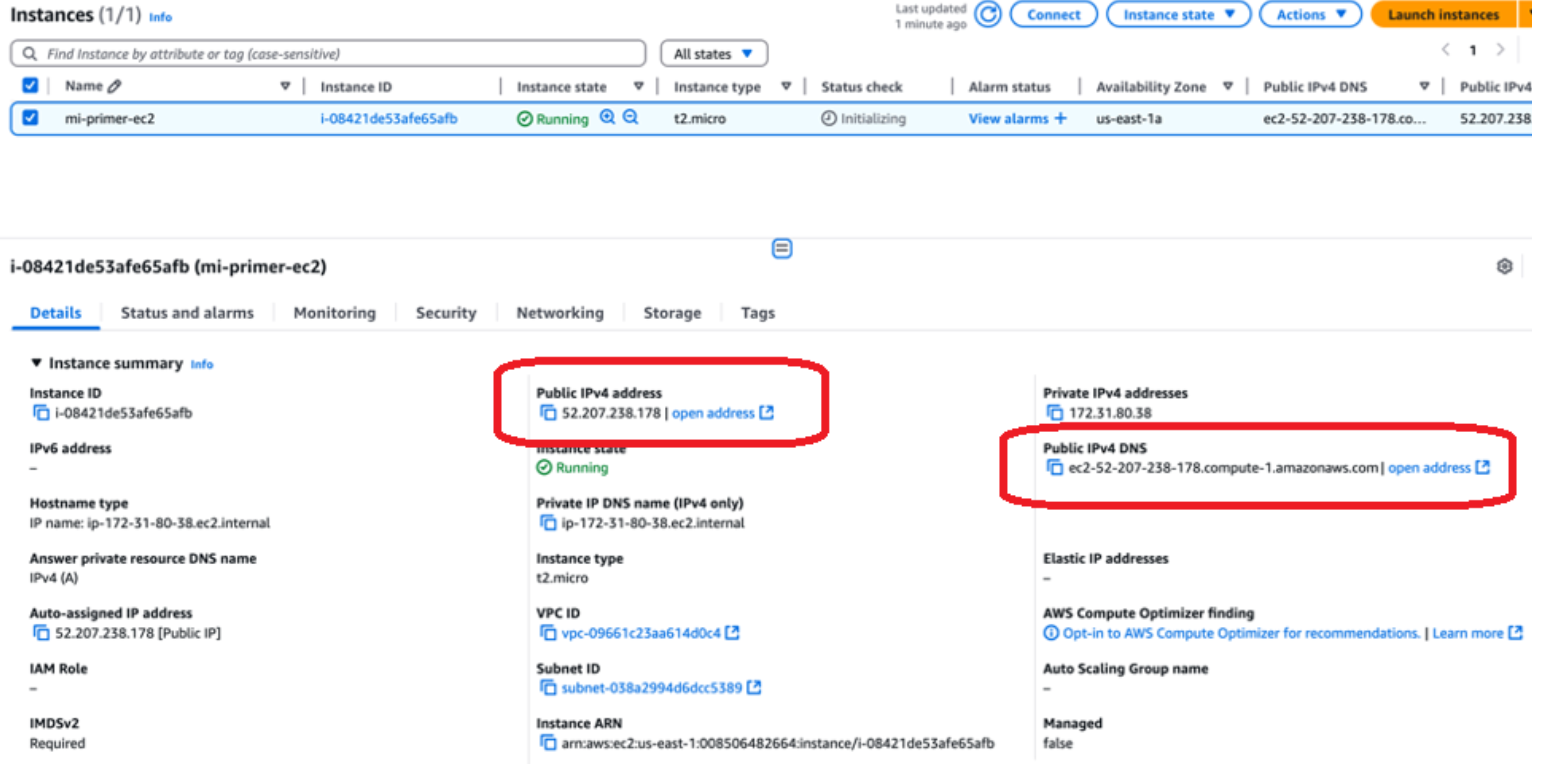 Instances (1/1) Info
Last updated
1 minute ago
Connect Instance state Actions Launch instances
Find Instance by attribute or tag (case-sensitive) All states 1
Name Instance ID Instance state Instance type Status check Alarm status Availability Zone Public IPv4 DNS Public IPv4
mi-primer-ec2 i-08421de53afe65afb Running t2.micro Initializing View alarms + us-east-1a ec2-52-207-238-178.co... 52.207.238
i-08421de53afe65afb (mi-primer-ec2)
Details Status and alarms Monitoring Security Networking Storage Tags
Instance summary Info
Instance ID
i-08421de53afe65afb
Public IPv4 address
52.207.238.178 | open address
Private IPv4 addresses
172.31.80.38
IPv6 address
–
Instance state
Running
Public IPv4 DNS
ec2-52-207-238-178.compute-1.amazonaws.com | open address
Hostname type
IP name: ip-172-31-80-38.ec2.internal
Private IP DNS name (IPv4 only)
ip-172-31-80-38.ec2.internal
Answer private resource DNS name
IPv4 (A)
Instance type
t2.micro
Elastic IP addresses
–
Auto-assigned IP address
52.207.238.178 [Public IP]
VPC ID
vpc-09661c23aa614d0c4
AWS Compute Optimizer finding
Opt-in to AWS Compute Optimizer for recommendations. | Learn more
IAM Role
–
Subnet ID
subnet-038a2994d6dcc5389
Auto Scaling Group name
–
IMDSv2
Required
Instance ARN
arn:aws:ec2:us-east-1:008506482664:instance/i-08421de53afe65afb
Managed
false